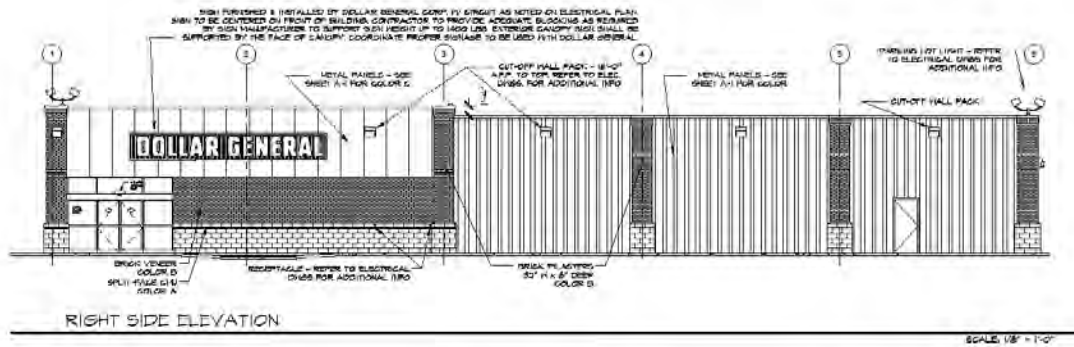 SIGN FURNISHED & INSTALLED BY DOLLAR GENERAL CORP. W/ CIRCUIT AS NOTED ON ELECTRICAL PLAN
SIGN TO BE CENTERED ON FRONT OF BUILDING. CONTRACTOR TO PROVIDE ADEQUATE BLOCKING AS REQUIRED
BY SIGN MANUFACTURER TO SUPPORT SIGN WEIGHT UP TO LBS. EXTERIOR CANOPY SIGN SHALL BE
SUPPORTED BY THE FACE OF CANOPY. COORDINATE PROPER SIGNAGE TO BE USED WITH DOLLAR GENERAL.
1
2
3
4
5
6
METAL PANELS - SEE
SHEET A-1 FOR COLOR C
CUT-OFF WALL PACK - 
A.F.F. TO TOP. REFER TO ELEC.
DWGS. FOR ADDITIONAL INFO
METAL PANELS - SEE
SHEET A-1 FOR COLOR
PARKING LOT LIGHT - REFER
TO ELECTRICAL DWGS FOR
ADDITIONAL INFO
CUT-OFF WALL PACK
DOLLAR GENERAL
BRICK VENEER
COLOR B
SPLIT-FACE CMU
COLOR A
RECEPTACLE - REFER TO ELECTRICAL
DWGS FOR ADDITIONAL INFO
BRICK PILASTERS
32" W x 8" DEEP
COLOR B
RIGHT SIDE ELEVATION
SCALE: 1/8" = 1'-0"